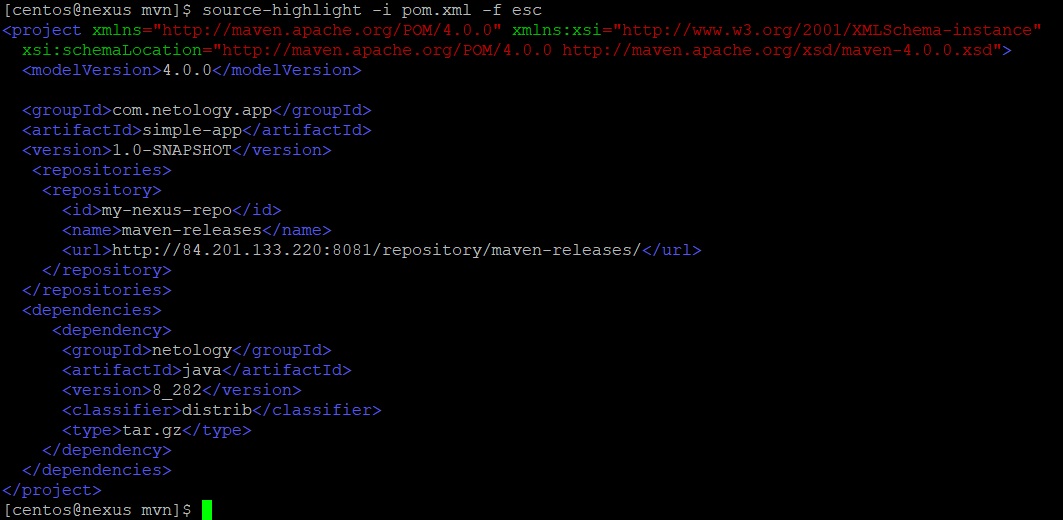 [centos@nexus mvn]$ source-highlight -i pom.xml -f esc
<project xmlns="http://maven.apache.org/POM/4.0.0" xmlns:xsi="http://www.w3.org/2001/XMLSchema-instance"
  xsi:schemaLocation="http://maven.apache.org/POM/4.0.0 http://maven.apache.org/xsd/maven-4.0.0.xsd">
  <modelVersion>4.0.0</modelVersion>

  <groupId>com.netology.app</groupId>
  <artifactId>simple-app</artifactId>
  <version>1.0-SNAPSHOT</version>
   <repositories>
    <repository>
      <id>my-nexus-repo</id>
      <name>maven-releases</name>
      <url>http://84.201.133.220:8081/repository/maven-releases/</url>
    </repository>
  </repositories>
  <dependencies>
     <dependency>
      <groupId>netology</groupId>
      <artifactId>java</artifactId>
      <version>8_282</version>
      <classifier>distrib</classifier>
      <type>tar.gz</type>
    </dependency>
  </dependencies>
</project>
[centos@nexus mvn]$